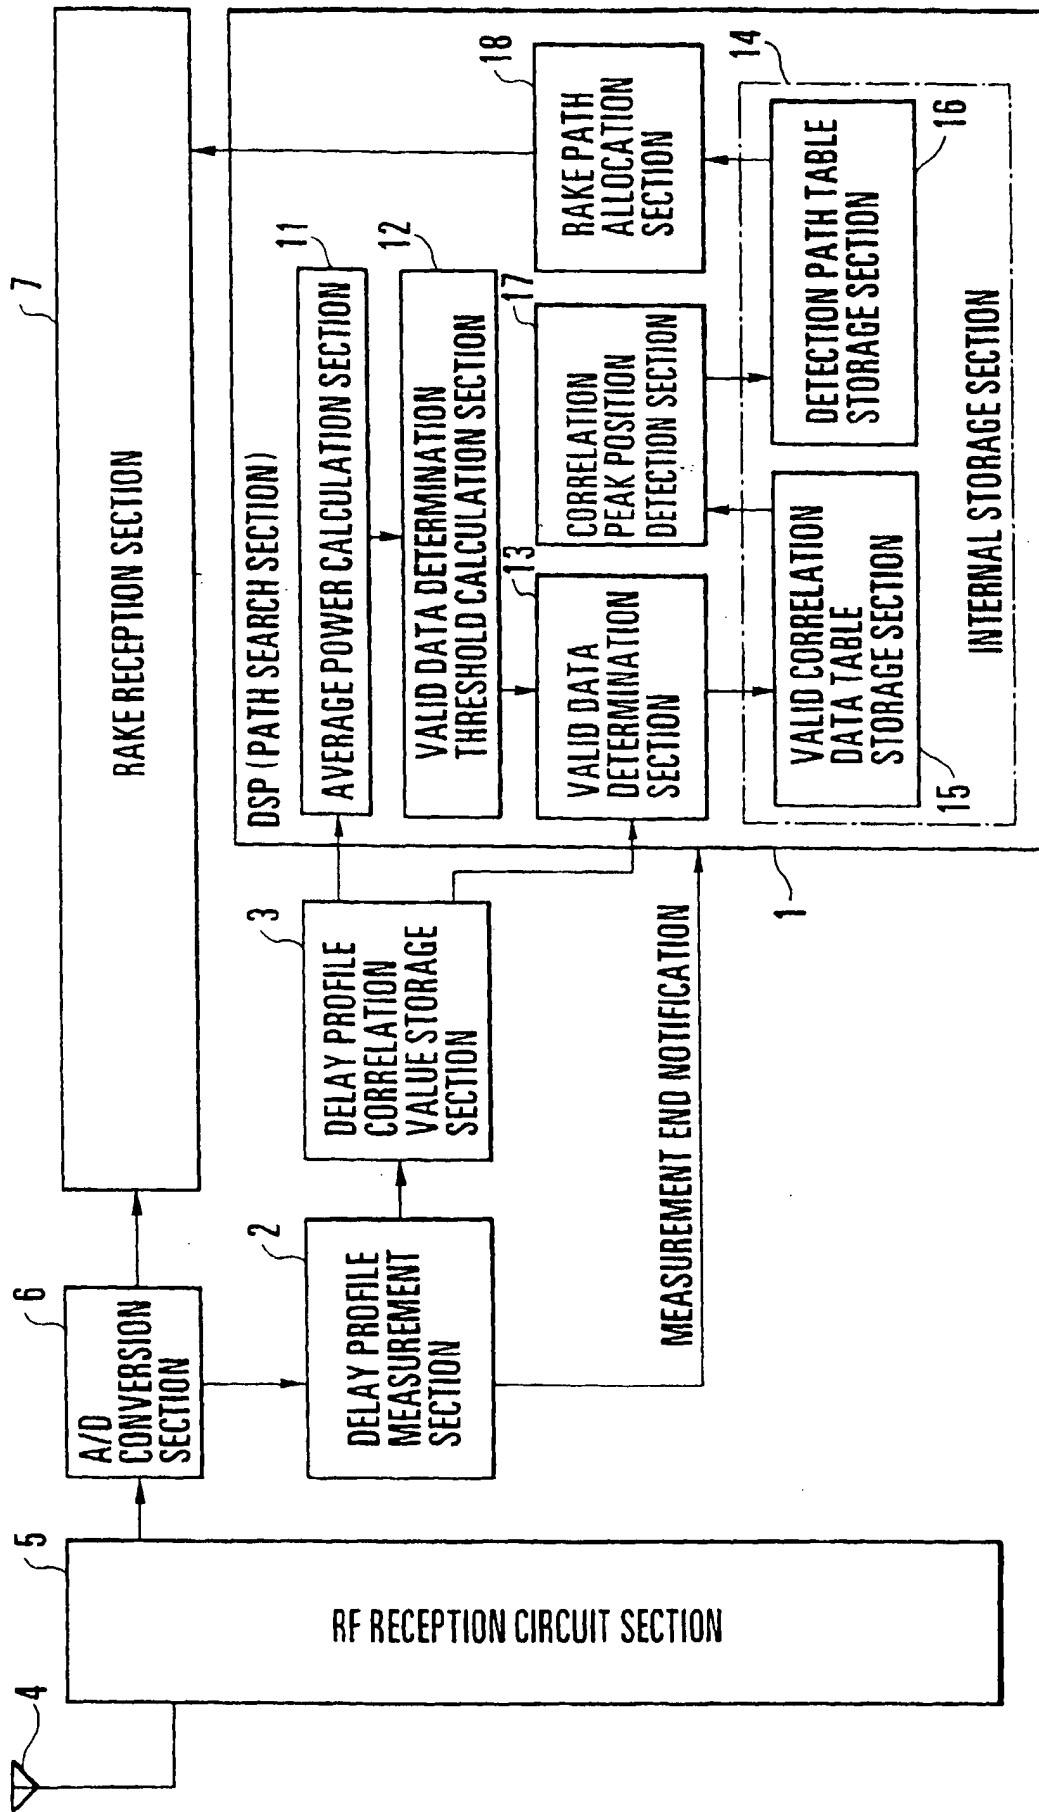 4
5
RF RECEPTION CIRCUIT SECTION
6
A/D
CONVERSION
SECTION
7
RAKE RECEPTION SECTION
2
DELAY PROFILE
MEASUREMENT
SECTION
3
DELAY PROFILE
CORRELATION
VALUE STORAGE
SECTION
MEASUREMENT END NOTIFICATION
1
DSP (PATH SEARCH SECTION)
11
AVERAGE POWER CALCULATION SECTION
12
VALID DATA DETERMINATION
THRESHOLD CALCULATION SECTION
13
VALID DATA
DETERMINATION
SECTION
17
CORRELATION
PEAK POSITION
DETECTION SECTION
18
RAKE PATH
ALLOCATION
SECTION
14
15
VALID CORRELATION
DATA TABLE
STORAGE SECTION
16
DETECTION PATH TABLE
STORAGE SECTION
INTERNAL STORAGE SECTION